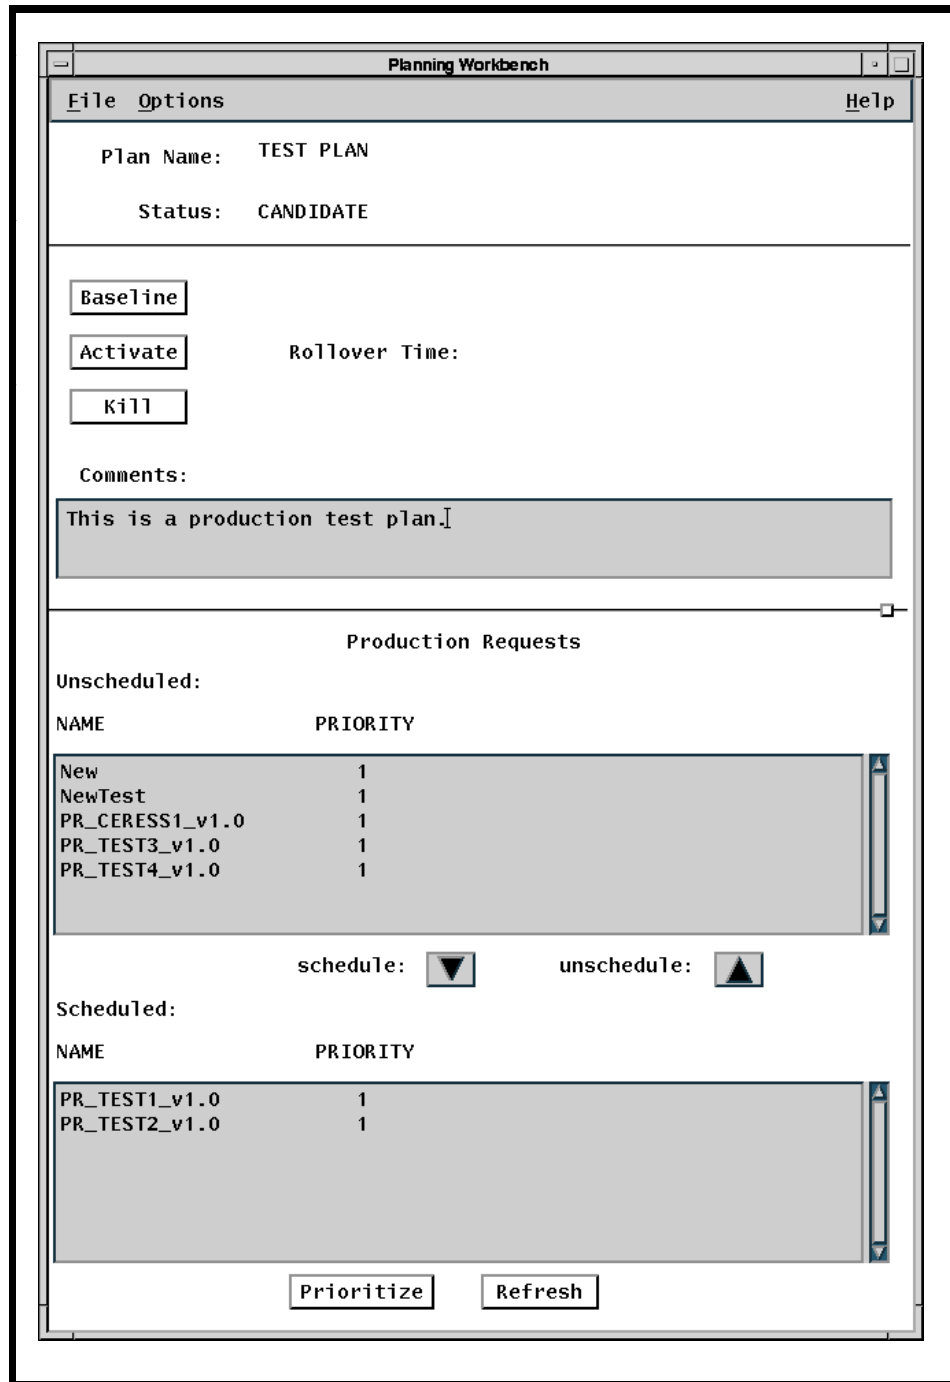 Planning Workbench
File Options Help
Plan Name: TEST PLAN
Status: CANDIDATE
Baseline
Activate Rollover Time:
Kill
Comments:
This is a production test plan.
Production Requests
Unscheduled:
NAME PRIORITY
New 1
NewTest 1
PR_CERESS1_v1.0 1
PR_TEST3_v1.0 1
PR_TEST4_v1.0 1
schedule: unschedule:
Scheduled:
NAME PRIORITY
PR_TEST1_v1.0 1
PR_TEST2_v1.0 1
Prioritize Refresh